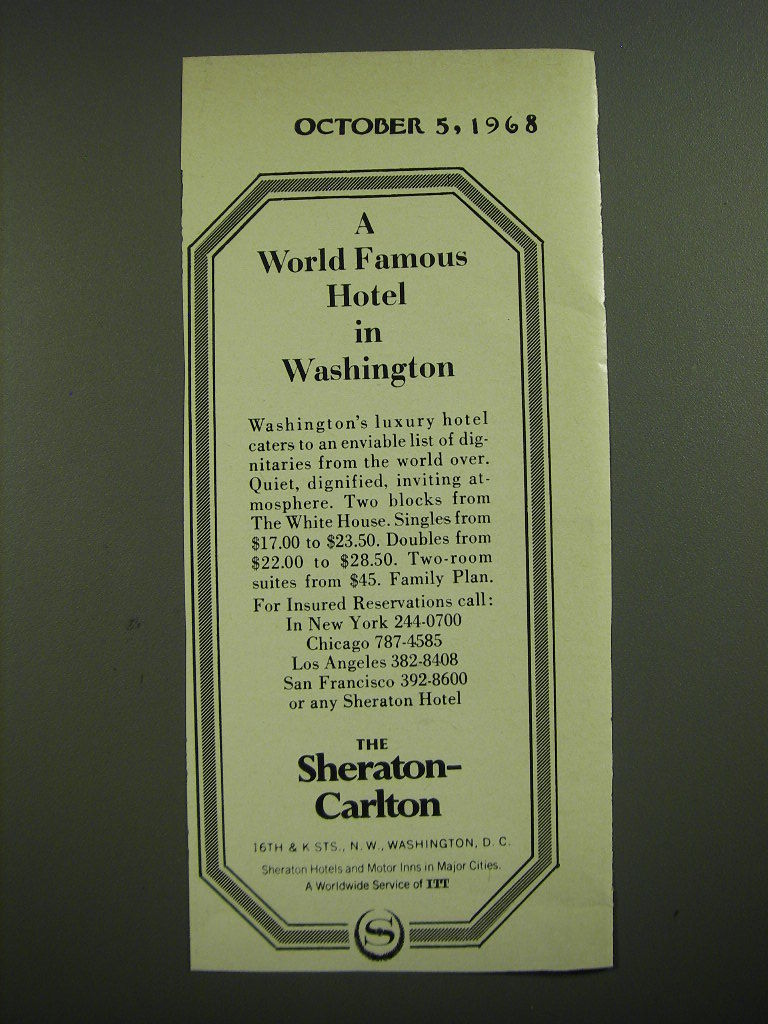 OCTOBER 5, 1968
A
World Famous
Hotel
in
Washington
Washington's luxury hotel
caters to an enviable list of dig-
nitaries from the world over.
Quiet, dignified, inviting at-
mosphere. Two blocks from
The White House. Singles from
$17.00 to $23.50. Doubles from
$22.00 to $28.50. Two-room
suites from $45. Family Plan.
For Insured Reservations call:
In New York 244-0700
Chicago 787-4585
Los Angeles 382-8408
San Francisco 392-8600
or any Sheraton Hotel
THE
Sheraton-
Carlton
16TH & K STS., N. W., WASHINGTON, D. C.
Sheraton Hotels and Motor Inns in Major Cities.
A Worldwide Service of ITT
S